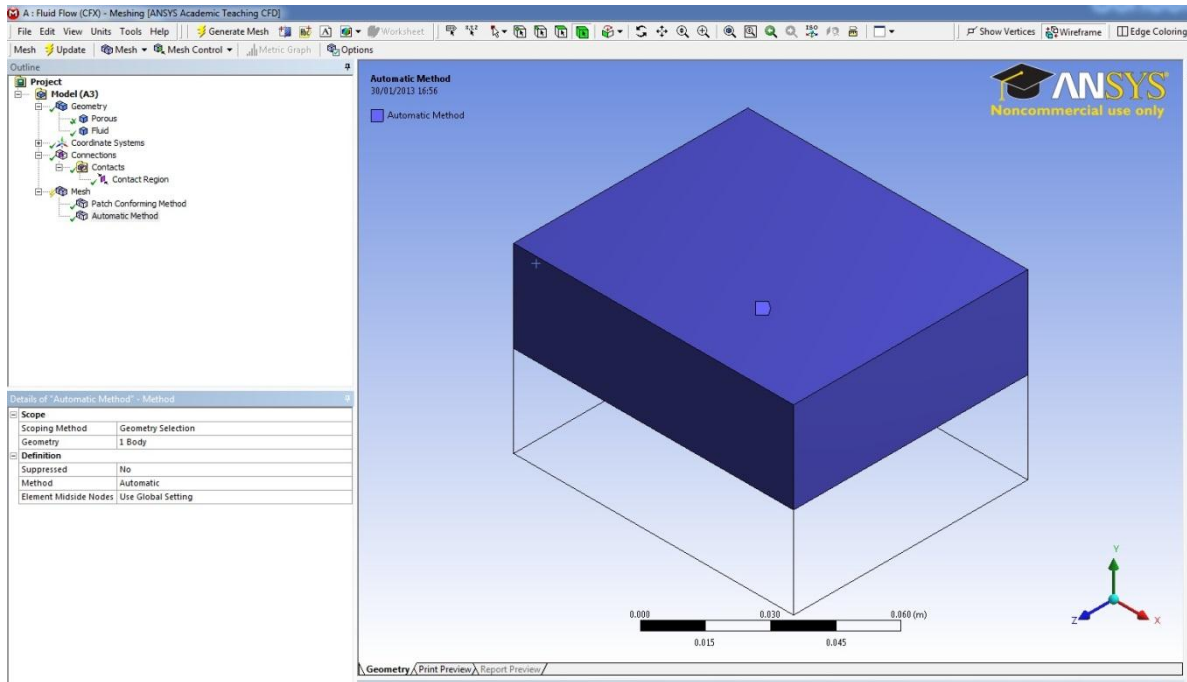 A : Fluid Flow (CFX) - Meshing [ANSYS Academic Teaching CFD]
File Edit View Units Tools Help Generate Mesh Worksheet Show Vertices Wireframe Edge Coloring
Mesh Update Mesh Mesh Control Metric Graph Options
Outline
Project
Model (A3)
Geometry
Porous
Fluid
Coordinate Systems
Connections
Contacts
Contact Region
Mesh
Patch Conforming Method
Automatic Method
Details of "Automatic Method" - Method
Scope
Scoping Method Geometry Selection
Geometry 1 Body
Definition
Suppressed No
Method Automatic
Element Midside Nodes Use Global Setting
Automatic Method
30/01/2013 16:56
Automatic Method
ANSYS
Noncommercial use only
0.000 0.030 0.060 (m)
0.015 0.045
Y
Z X
Geometry Print Preview Report Preview